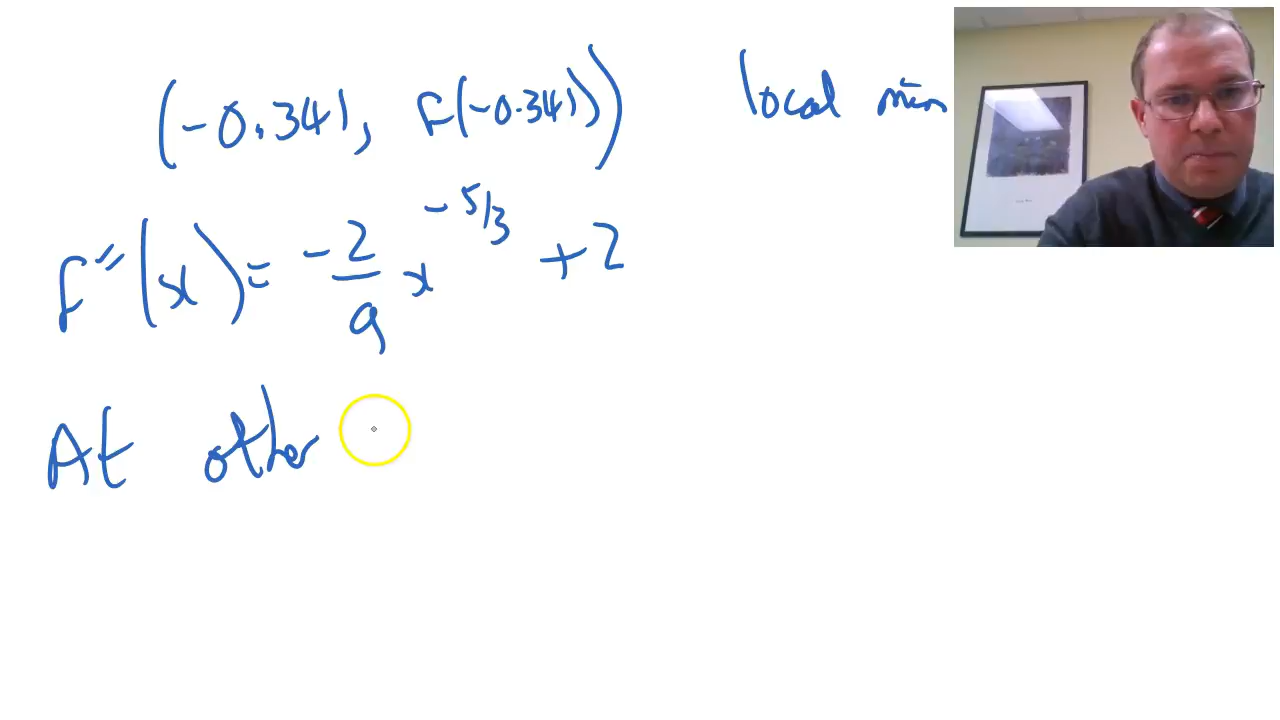 (-0.341, f(-0.341)) local min
f″(x) = -2/9 x^(-5/3) + 2
At other